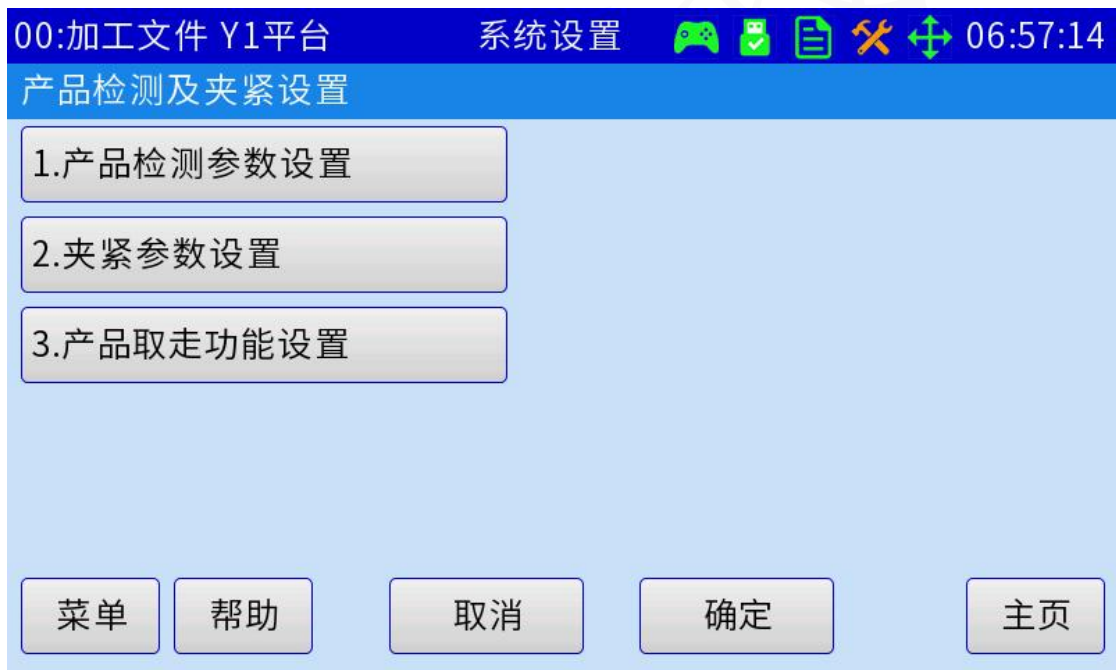 00:加工文件 Y1平台 系统设置 06:57:14
产品检测及夹紧设置
1.产品检测参数设置
2.夹紧参数设置
3.产品取走功能设置
菜单 帮助 取消 确定 主页